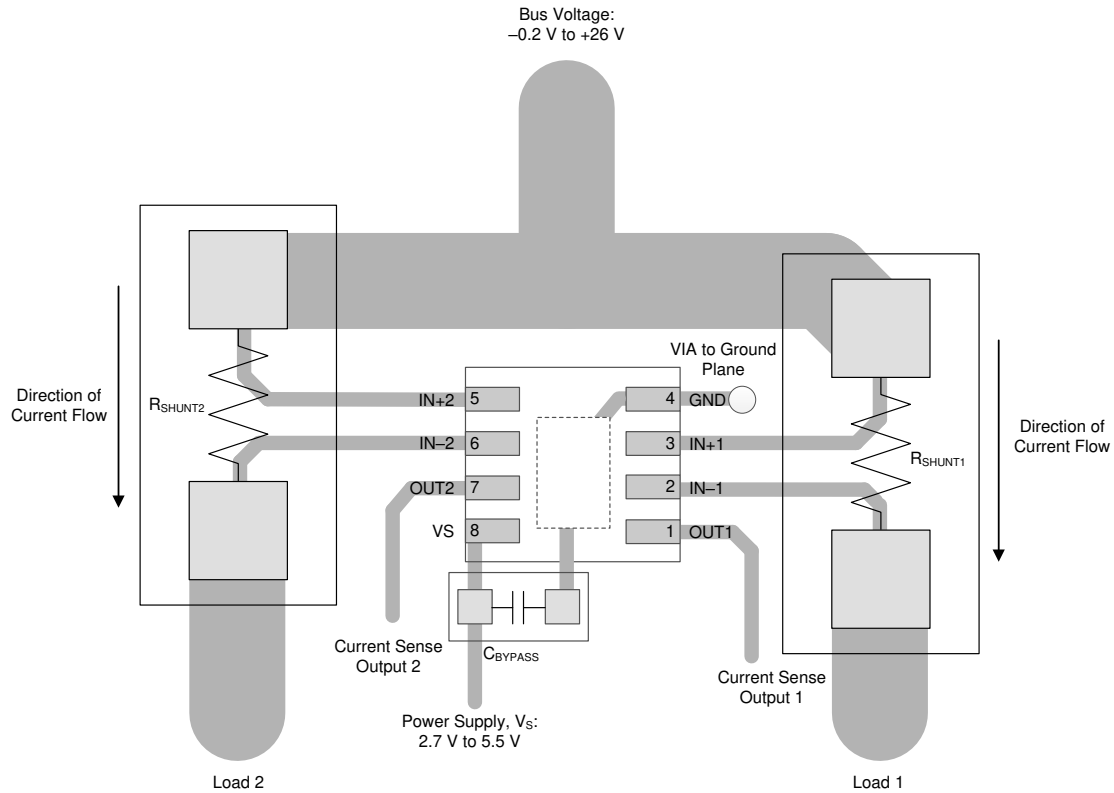 Bus Voltage:
–0.2 V to +26 V
VIA to Ground
Plane
Direction of
Current Flow
RSHUNT2
IN+2
5
4
GND
IN–2
6
3
IN+1
Direction of
Current Flow
RSHUNT1
OUT2
7
2
IN–1
VS
8
1
OUT1
CBYPASS
Current Sense
Output 2
Current Sense
Output 1
Power Supply, VS:
2.7 V to 5.5 V
Load 2
Load 1